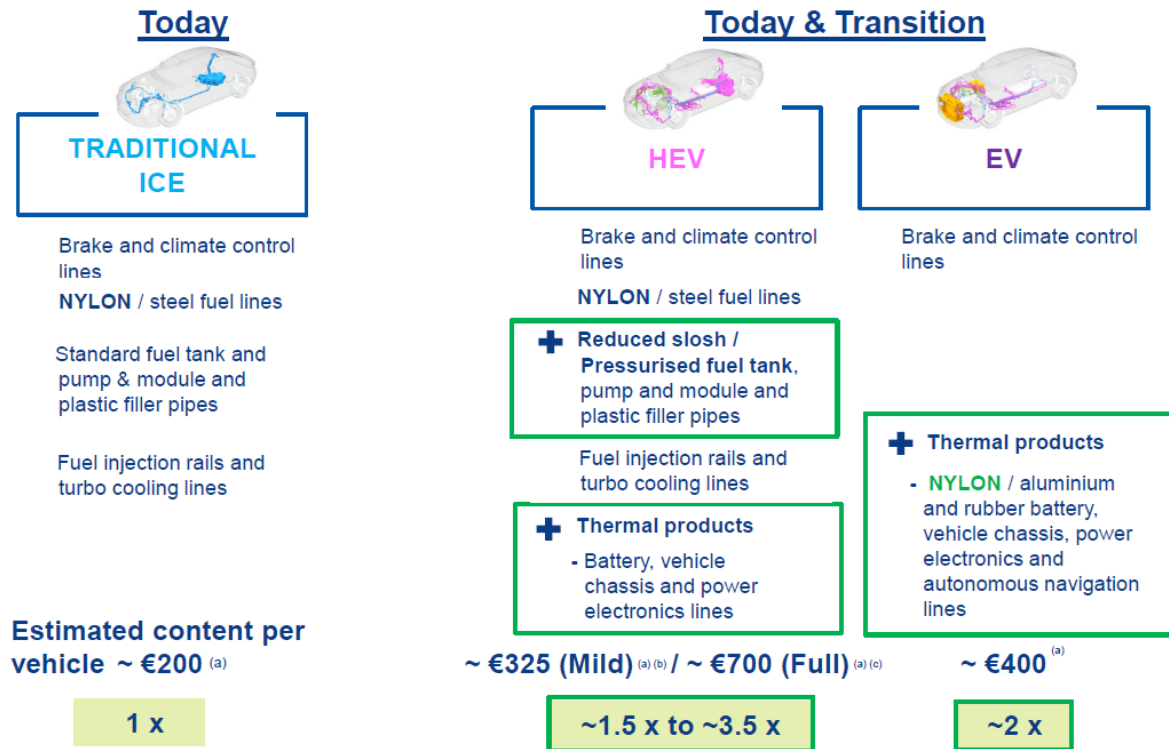 Today
TRADITIONAL
ICE
Brake and climate control
lines
NYLON / steel fuel lines
Standard fuel tank and
pump & module and
plastic filler pipes
Fuel injection rails and
turbo cooling lines
Estimated content per
vehicle ~ €200 (a)
1 x
Today & Transition
HEV
Brake and climate control
lines
NYLON / steel fuel lines
+ Reduced slosh /
Pressurised fuel tank,
pump and module and
plastic filler pipes
Fuel injection rails and
turbo cooling lines
+ Thermal products
- Battery, vehicle
chassis and power
electronics lines
~ €325 (Mild) (a) (b) / ~ €700 (Full) (a) (c)
~1.5 x to ~3.5 x
EV
Brake and climate control
lines
+ Thermal products
- NYLON / aluminium
and rubber battery,
vehicle chassis, power
electronics and
autonomous navigation
lines
~ €400 (a)
~2 x